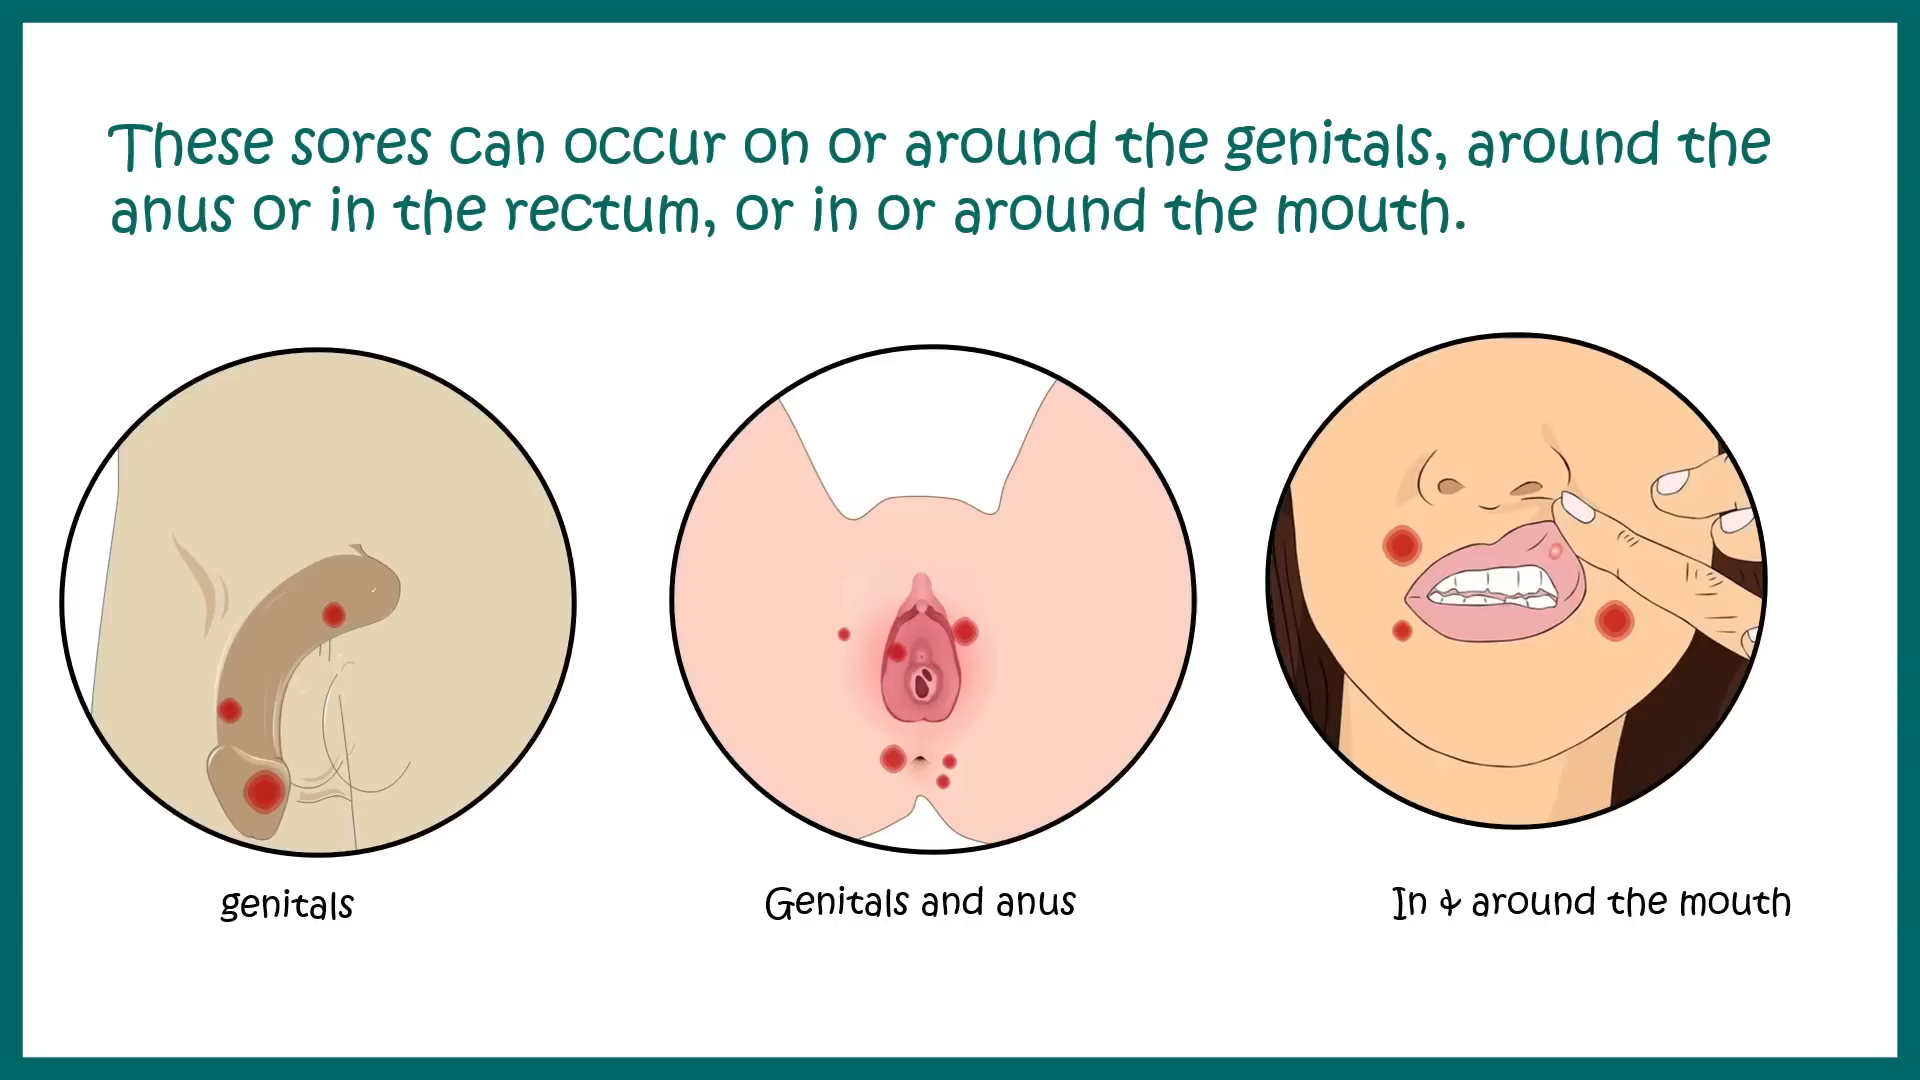 These sores can occur on or around the genitals, around the
anus or in the rectum, or in or around the mouth.
genitals
Genitals and anus
In & around the mouth